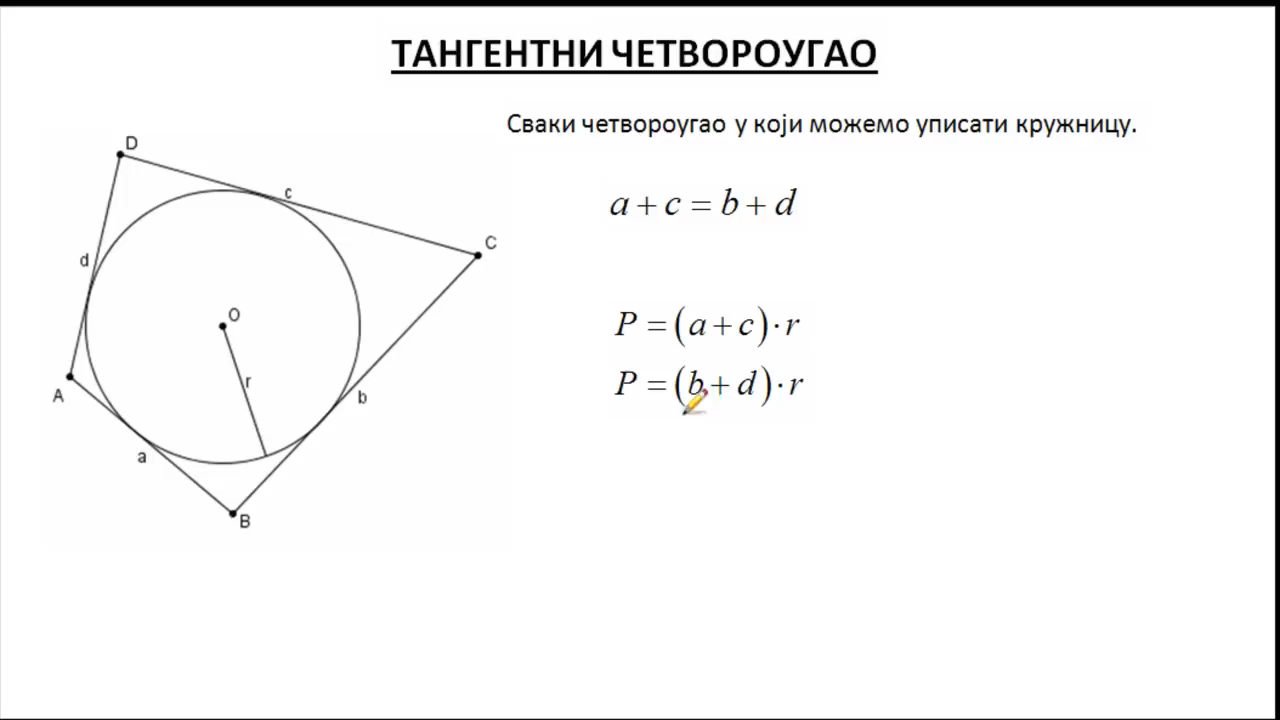 ТАНГЕНТНИ ЧЕТВОРОУГАО
Сваки четвороугао у који можемо уписати кружницу.
a + c = b + d
P = (a + c) · r
P = (b + d) · r
D
c
C
d
O
r
A
b
a
B